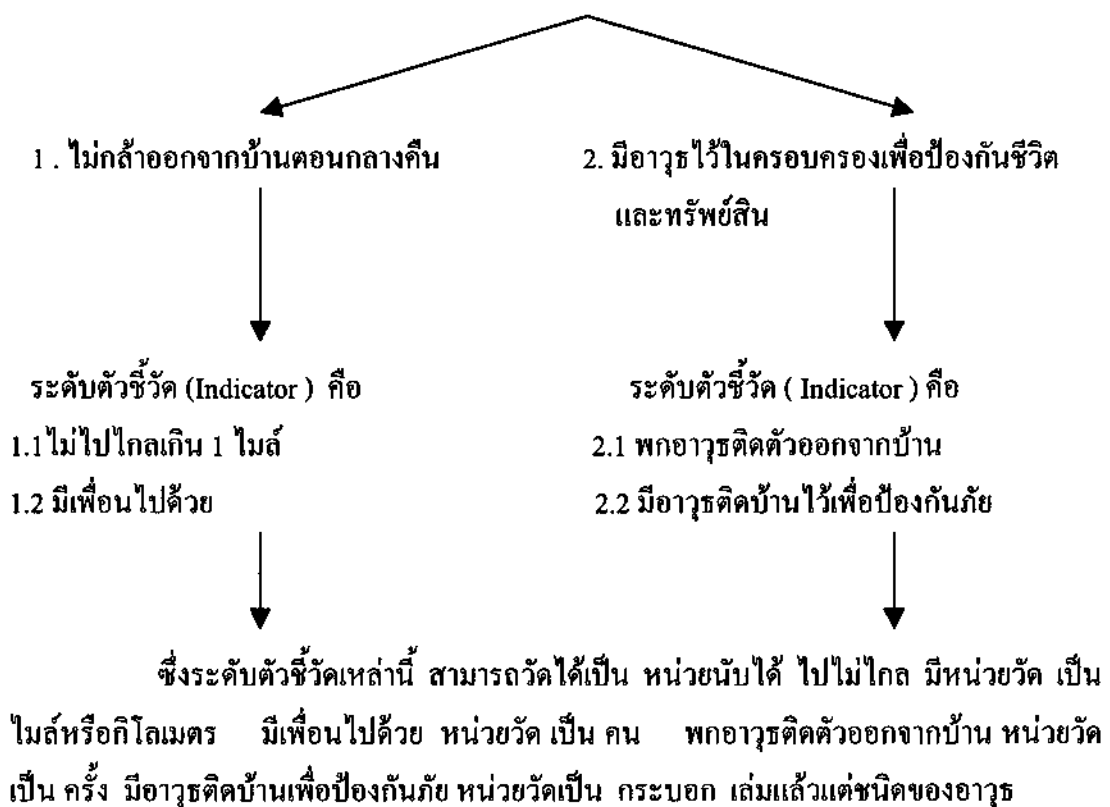 1 . ไม่กล้าออกจากบ้านตอนกลางคืน
2. มีอาวุธไว้ในครอบครองเพื่อป้องกันชีวิต
และทรัพย์สิน
ระดับตัวชี้วัด (Indicator ) คือ
1.1 ไม่ไปไกลเกิน 1 ไมล์
1.2 มีเพื่อนไปด้วย
ระดับตัวชี้วัด ( Indicator ) คือ
2.1 พกอาวุธติดตัวออกจากบ้าน
2.2 มีอาวุธติดบ้านไว้เพื่อป้องกันภัย
ซึ่งระดับตัวชี้วัดเหล่านี้ สามารถวัดได้เป็น หน่วยนับได้ ไปไม่ไกล มีหน่วยวัด เป็น
ไมล์หรือกิโลเมตร มีเพื่อนไปด้วย หน่วยวัด เป็น คน พกอาวุธติดตัวออกจากบ้าน หน่วยวัด
เป็น ครั้ง มีอาวุธติดบ้านเพื่อป้องกันภัย หน่วยวัดเป็น กระบอก เล่มแล้วแต่ชนิดของอาวุธ